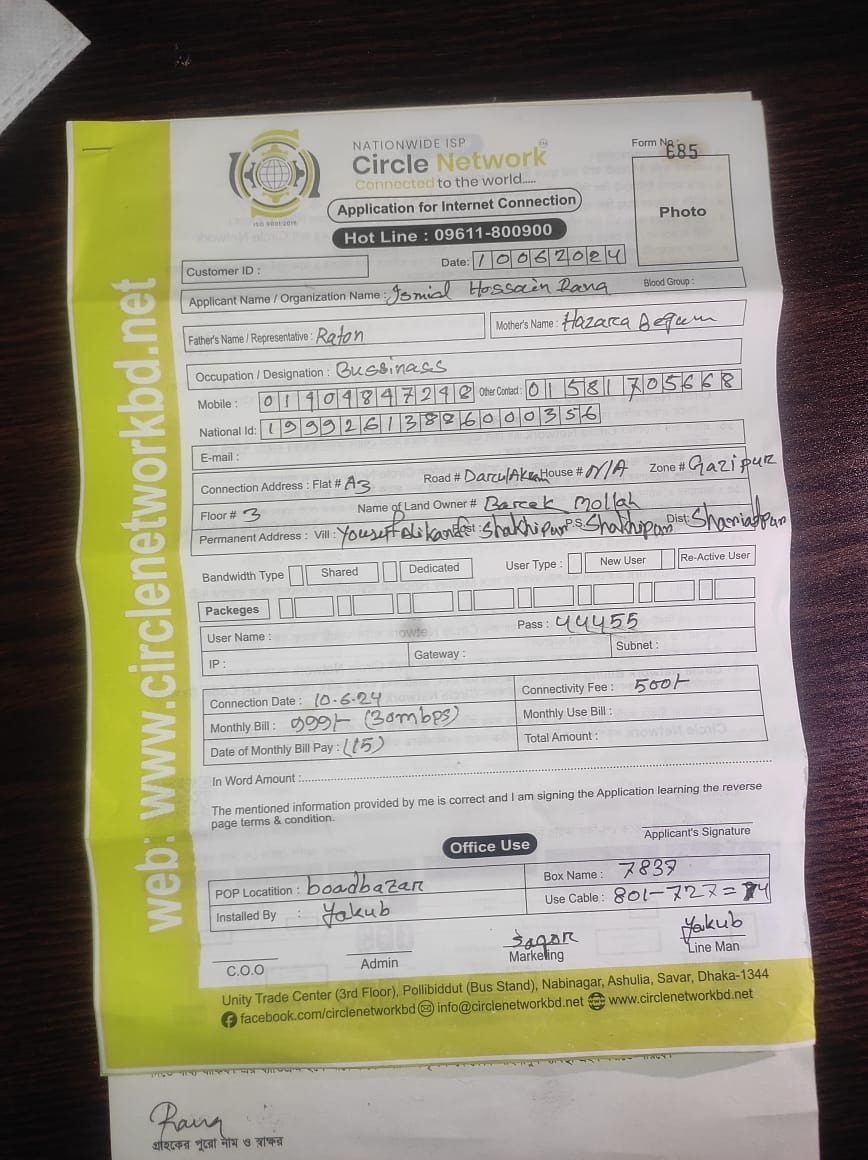 NATIONWIDE ISP
Circle Network
Connected to the world.....
ISO 9001:2015
Form No : 685
Photo
Application for Internet Connection
Hot Line : 09611-800900
Customer ID :
Date: 10062024
Applicant Name / Organization Name : Ismial Hossain Rana
Blood Group :
Father's Name / Representative : Raton
Mother's Name : Hazara Begum
Occupation / Designation : Bussinass
Mobile : 01904847248 Other Contact : 01581705668
National Id: 19992613886000356
E-mail :
Connection Address : Flat # A3 Road # House # N/A Zone # Gazipur
Floor # 3 Name of Land Owner # Barek Mollah
Permanent Address : Vill : Post : Shakhipur P.S: Shakhipur Dist: Shariatpur
Bandwidth Type Shared Dedicated User Type : New User Re-Active User
Packeges
User Name : Pass : 44455
IP : Gateway : Subnet :
Connection Date : 10-6-24 Connectivity Fee : 500/-
Monthly Bill : 999/- (30mbps) Monthly Use Bill :
Date of Monthly Bill Pay : (15) Total Amount :
In Word Amount :
The mentioned information provided by me is correct and I am signing the Application learning the reverse
page terms & condition.
Applicant's Signature
Office Use
POP Locatition : boadbazar Box Name : 7837
Installed By : Yakub Use Cable : 801-727=74
Sagor Yakub
C.O.O Admin Marketing Line Man
Unity Trade Center (3rd Floor), Pollibiddut (Bus Stand), Nabinagar, Ashulia, Savar, Dhaka-1344
facebook.com/circlenetworkbd info@circlenetworkbd.net www.circlenetworkbd.net
web: www.circlenetworkbd.net
Rana
গ্রাহকের পুরো নাম ও স্বাক্ষর